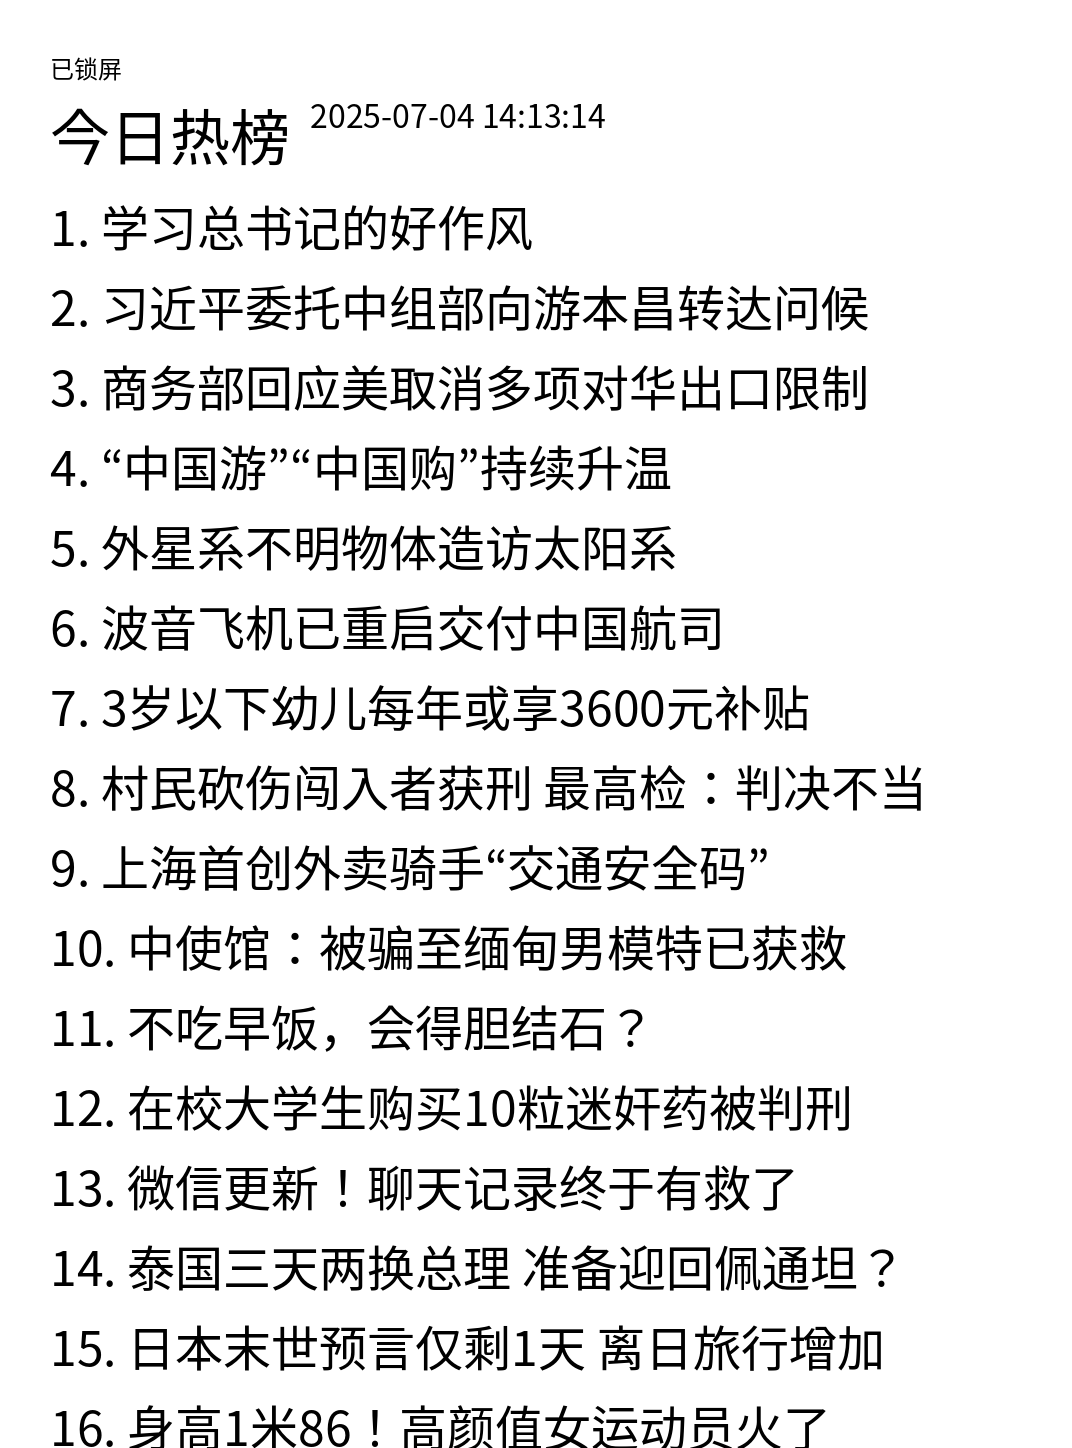 已锁屏
今日热榜 2025-07-04 14:13:14
1. 学习总书记的好作风
2. 习近平委托中组部向游本昌转达问候
3. 商务部回应美取消多项对华出口限制
4. “中国游”“中国购”持续升温
5. 外星系不明物体造访太阳系
6. 波音飞机已重启交付中国航司
7. 3岁以下幼儿每年或享3600元补贴
8. 村民砍伤闯入者获刑 最高检：判决不当
9. 上海首创外卖骑手“交通安全码”
10. 中使馆：被骗至缅甸男模特已获救
11. 不吃早饭，会得胆结石？
12. 在校大学生购买10粒迷奸药被判刑
13. 微信更新！聊天记录终于有救了
14. 泰国三天两换总理 准备迎回佩通坦？
15. 日本末世预言仅剩1天 离日旅行增加
16. 身高1米86！高颜值女运动员火了